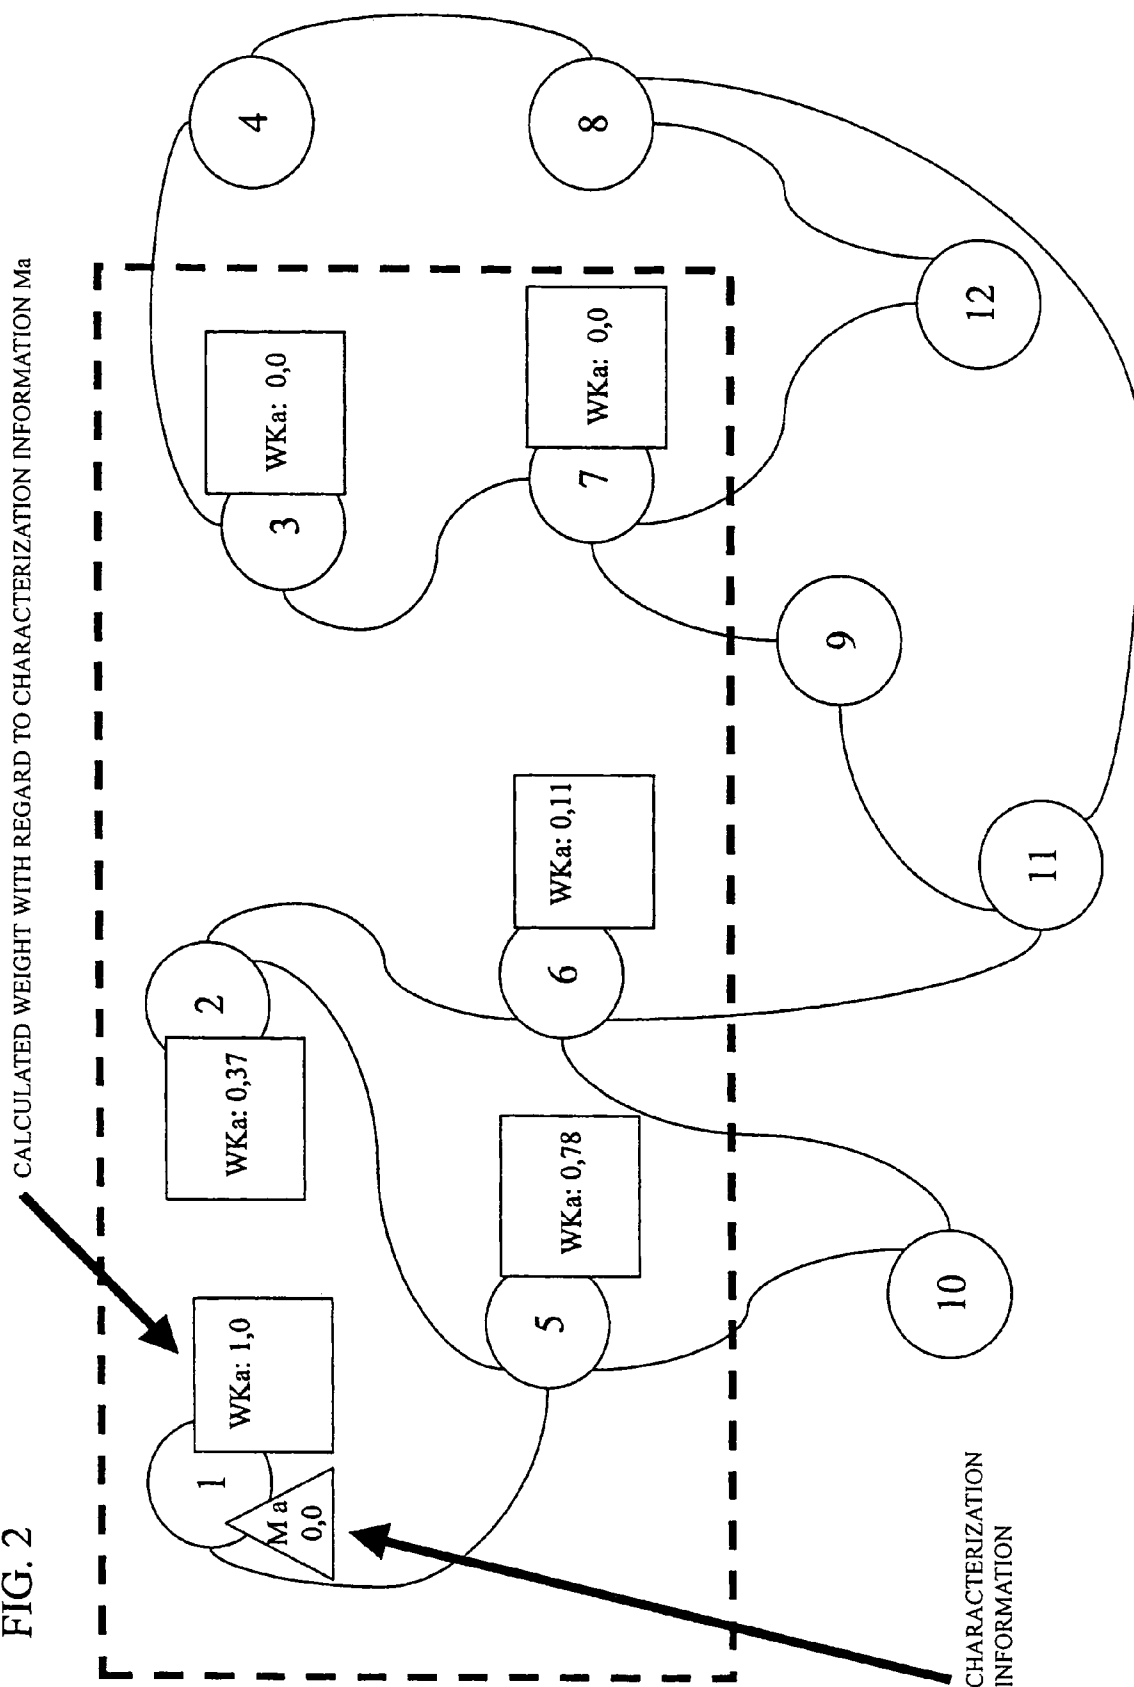 FIG. 2
CALCULATED WEIGHT WITH REGARD TO CHARACTERIZATION INFORMATION Ma
1
WKa: 1,0
M a
0,0
2
WKa: 0,37
3
WKa: 0,0
4
5
WKa: 0,78
6
WKa: 0,11
7
WKa: 0,0
8
9
10
11
12
CHARACTERIZATION
INFORMATION